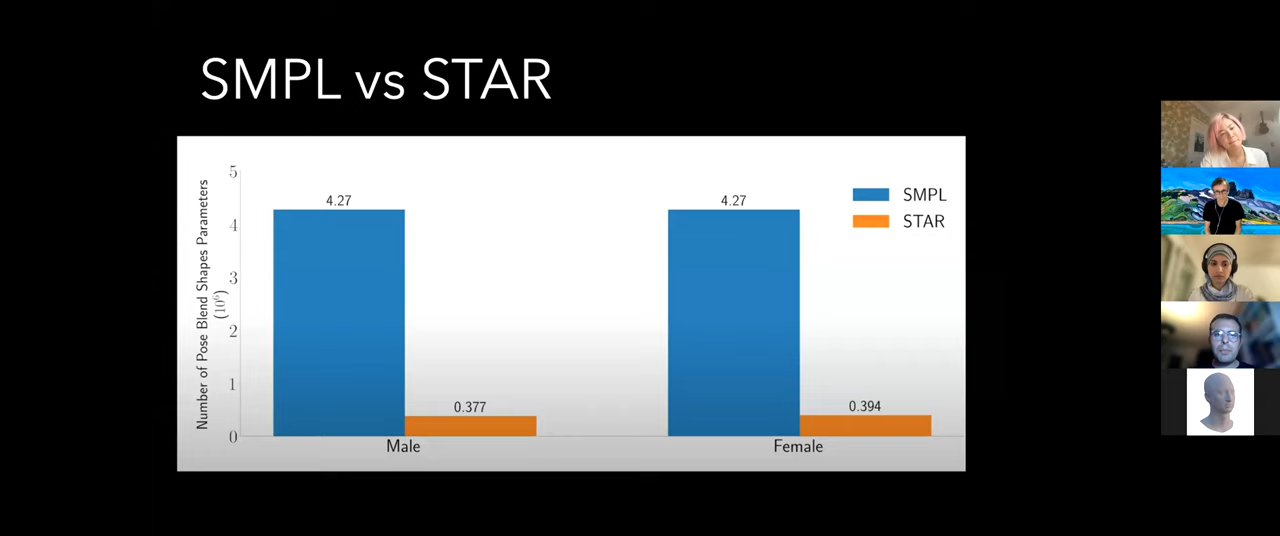 SMPL vs STAR
Number of Pose Blend Shapes Parameters
(10⁶)
5
4
3
2
1
0
4.27
0.377
4.27
0.394
SMPL
STAR
Male
Female